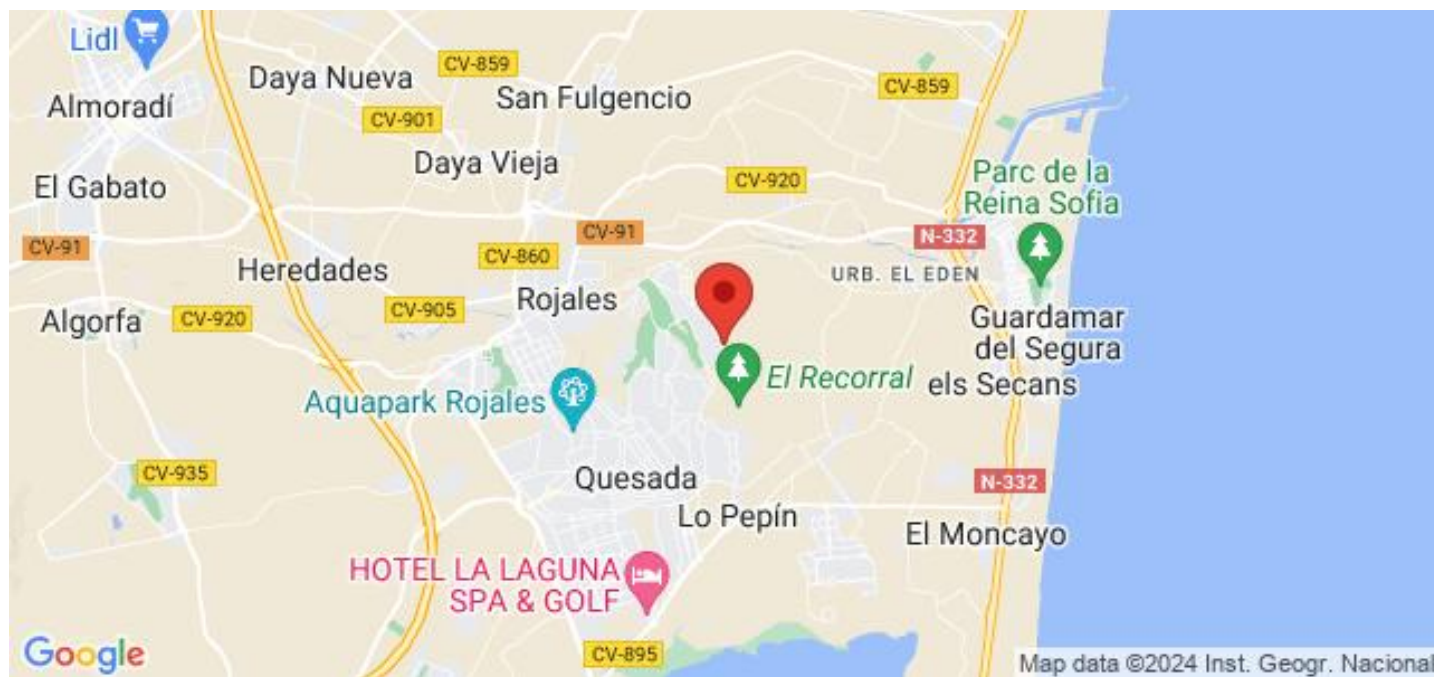 Lidl
Daya Nueva
CV-859
San Fulgencio
CV-859
Almoradí
CV-901
Daya Vieja
Parc de la
Reina Sofia
El Gabato
CV-920
CV-91
CV-91
N-332
CV-860
Heredades
URB. EL EDEN
Rojales
CV-905
CV-920
Algorfa
Guardamar
del Segura
El Recorral
els Secans
Aquapark Rojales
CV-935
Quesada
N-332
Lo Pepín
El Moncayo
HOTEL LA LAGUNA
SPA & GOLF
CV-895
Google
Map data ©2024 Inst. Geogr. Nacional